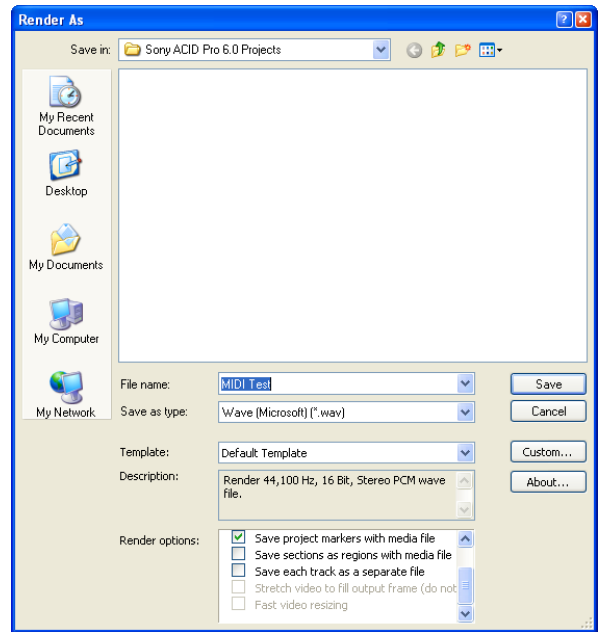 Render As
Save in:
Sony ACID Pro 6.0 Projects
My Recent
Documents
Desktop
My Documents
My Computer
My Network
File name:
MIDI Test
Save
Save as type:
Wave (Microsoft) (*.wav)
Cancel
Template:
Default Template
Custom...
Description:
Render 44,100 Hz, 16 Bit, Stereo PCM wave
file.
About...
Render options:
Save project markers with media file
Save sections as regions with media file
Save each track as a separate file
Stretch video to fill output frame (do not
Fast video resizing